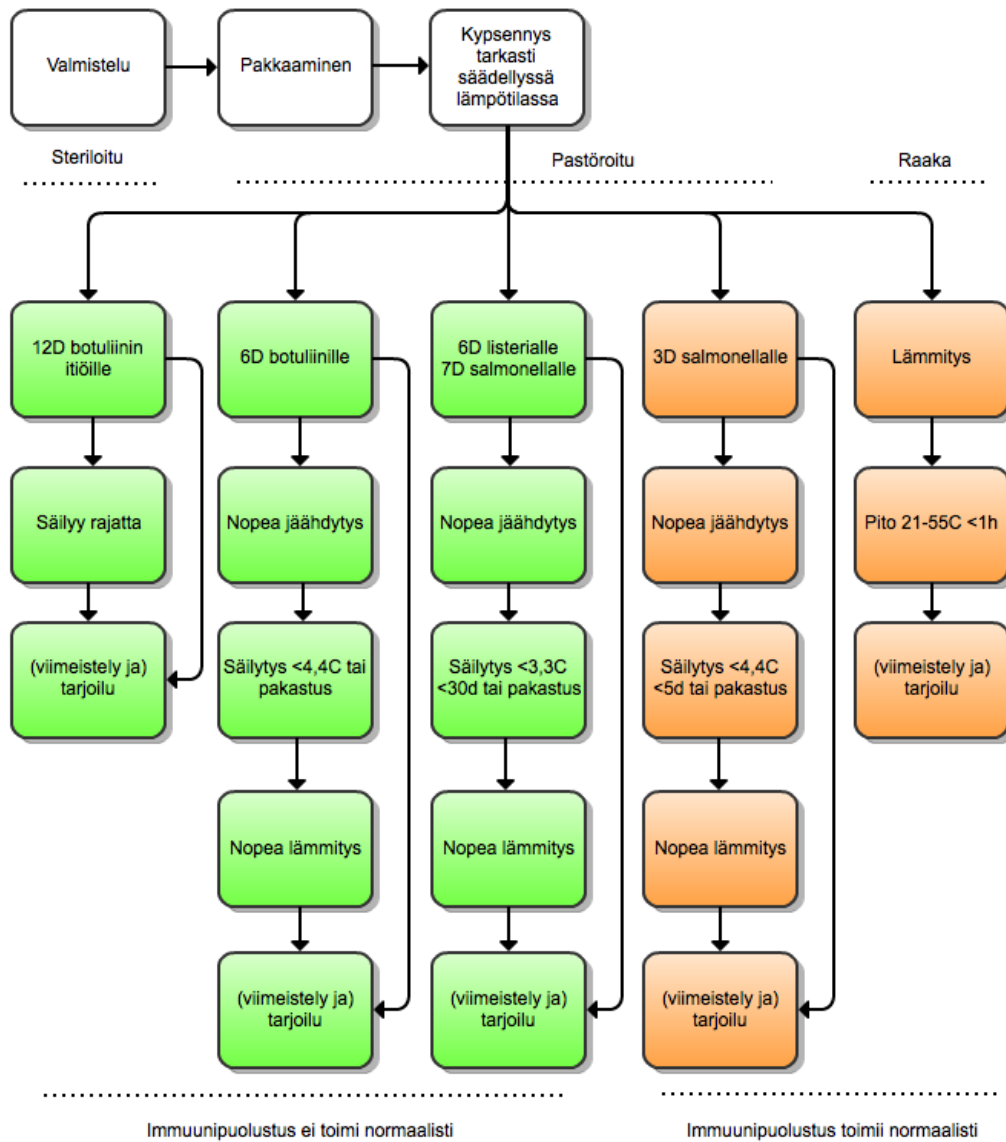 Valmistelu
Pakkaaminen
Kypsennys
tarkasti
säädellyssä
lämpötilassa
Steriloitu
Pastöroitu
Raaka
12D botuliinin
itiöille
6D botuliinille
6D listerialle
7D salmonellalle
3D salmonellalle
Lämmitys
Säilyy rajatta
Nopea jäähdytys
Nopea jäähdytys
Nopea jäähdytys
Pito 21-55C <1h
(viimeistely ja)
tarjoilu
Säilytys <4,4C tai
pakastus
Säilytys <3,3C
<30d tai pakastus
Säilytys <4,4C
<5d tai pakastus
(viimeistely ja)
tarjoilu
Nopea lämmitys
Nopea lämmitys
Nopea lämmitys
(viimeistely ja)
tarjoilu
(viimeistely ja)
tarjoilu
(viimeistely ja)
tarjoilu
Immuunipuolustus ei toimi normaalisti
Immuunipuolustus toimii normaalisti